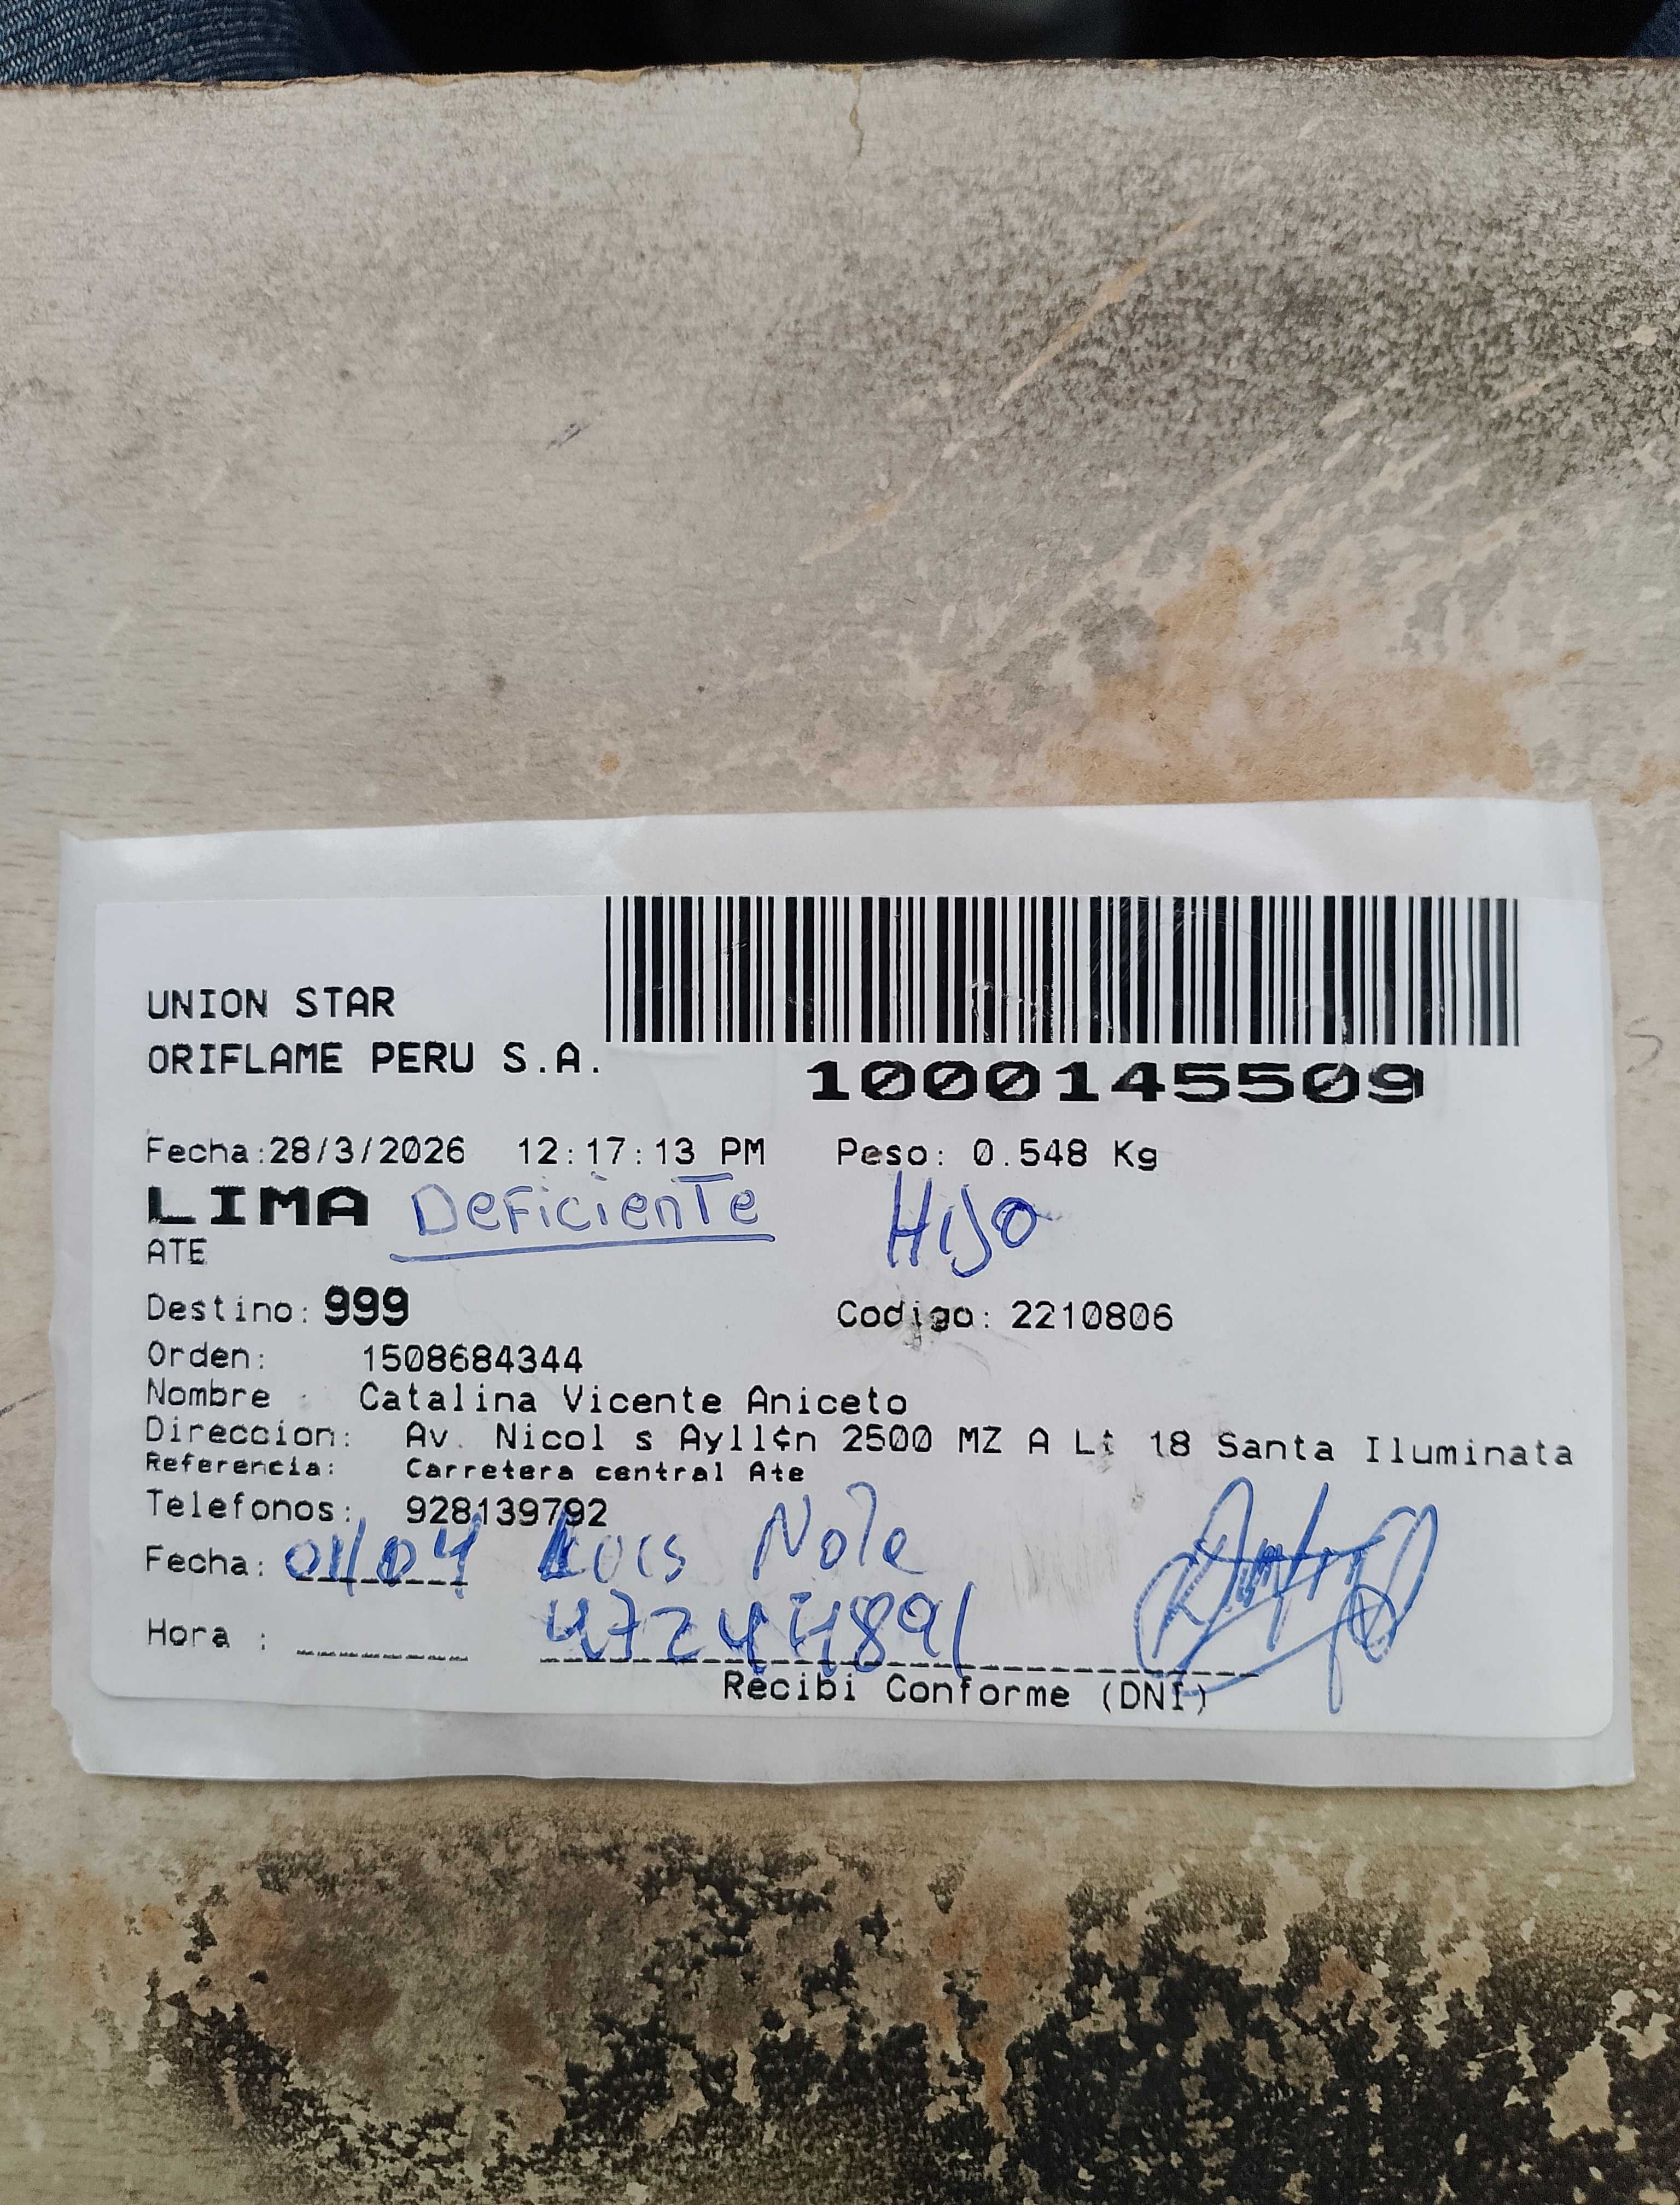 UNION STAR
ORIFLAME PERU S.A.
1000145509
Fecha:28/3/2026 12:17:13 PM Peso: 0.548 Kg
LIMA Deficiente Hijo
ATE
Destino: 999 Codigo: 2210806
Orden: 1508684344
Nombre : Catalina Vicente Aniceto
Direccion: Av. Nicol s Ayll¢n 2500 MZ A Lt 18 Santa Iluminata
Referencia: Carretera central Ate
Telefonos: 928139792
Fecha: 01/04 Luis Nole
Hora : 47244891
Recibi Conforme (DNI)